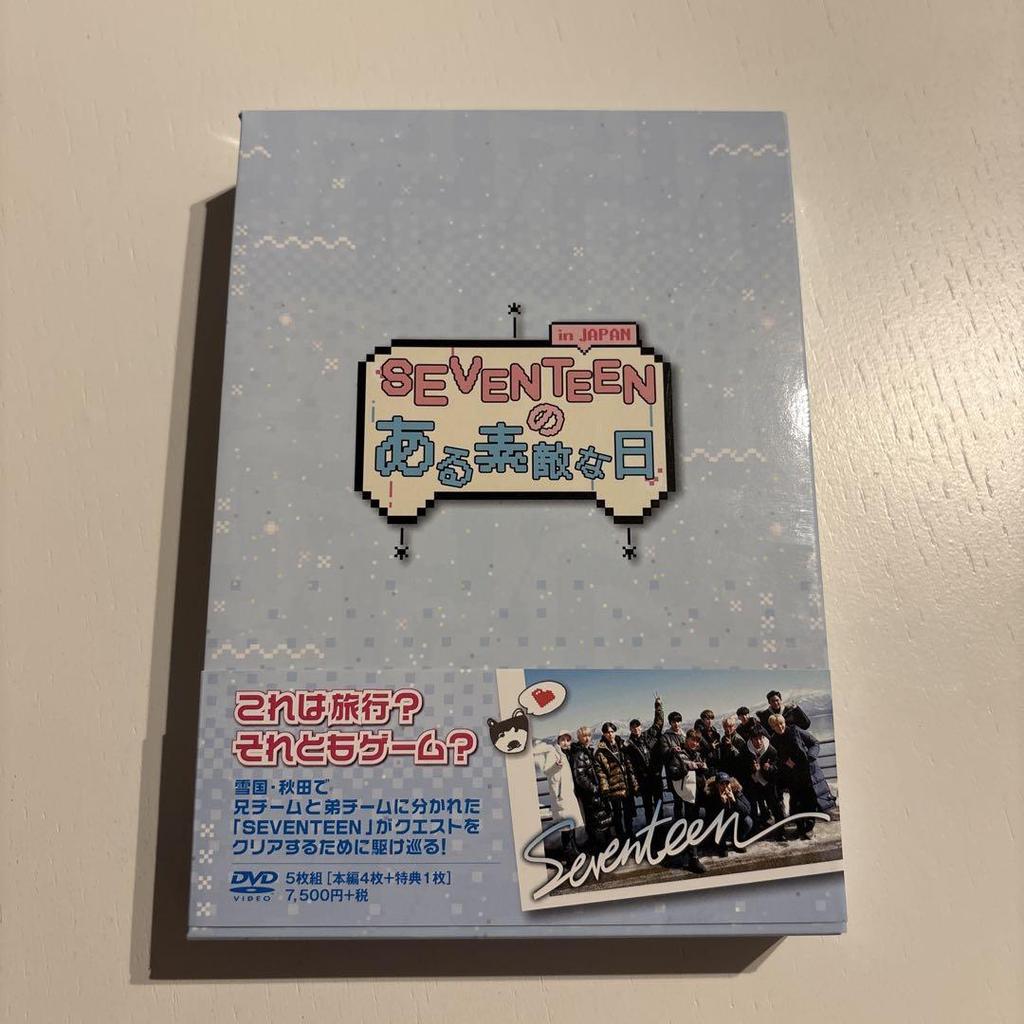 in JAPAN
SEVENTEEN
の
ある素敵な日
これは旅行？
それともゲーム？
雪国・秋田で
兄チームと弟チームに分かれた
「SEVENTEEN」がクエストを
クリアするために駆け巡る！
DVD VIDEO 5枚組［本編4枚+特典1枚］
7,500円+税
Seventeen